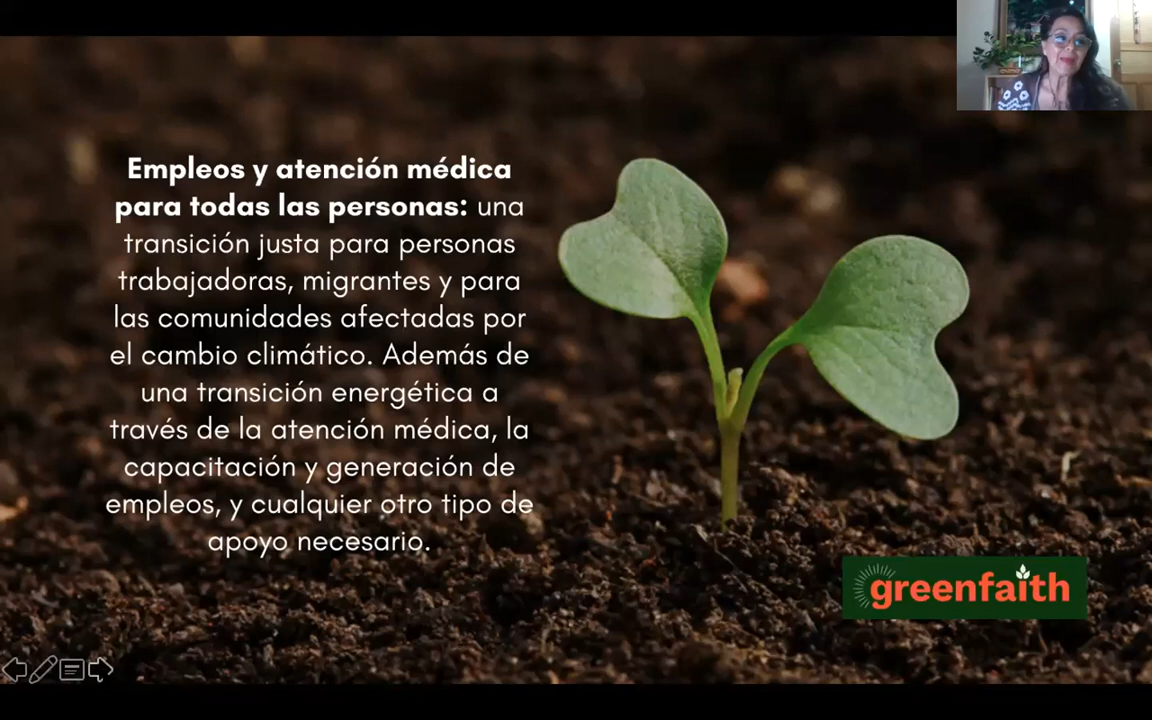 Empleos y atención médica
para todas las personas: una
transición justa para personas
trabajadoras, migrantes y para
las comunidades afectadas por
el cambio climático. Además de
una transición energética a
través de la atención médica, la
capacitación y generación de
empleos, y cualquier otro tipo de
apoyo necesario.
greenfaith